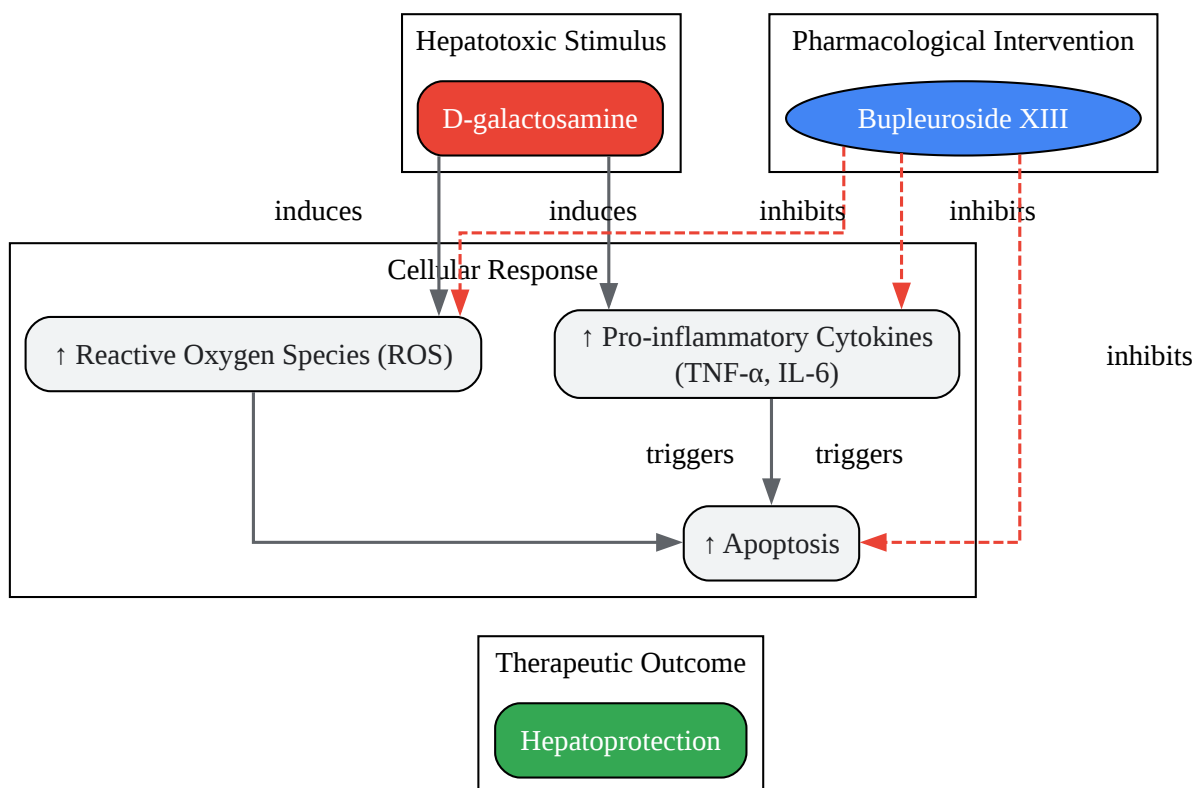 Hepatotoxic Stimulus
Pharmacological Intervention
D-galactosamine
Bupleuroside XIII
induces
induces
inhibits
inhibits
Cellular Response
↑ Reactive Oxygen Species (ROS)
↑ Pro-inflammatory Cytokines
(TNF-α, IL-6)
inhibits
triggers
triggers
↑ Apoptosis
Therapeutic Outcome
Hepatoprotection